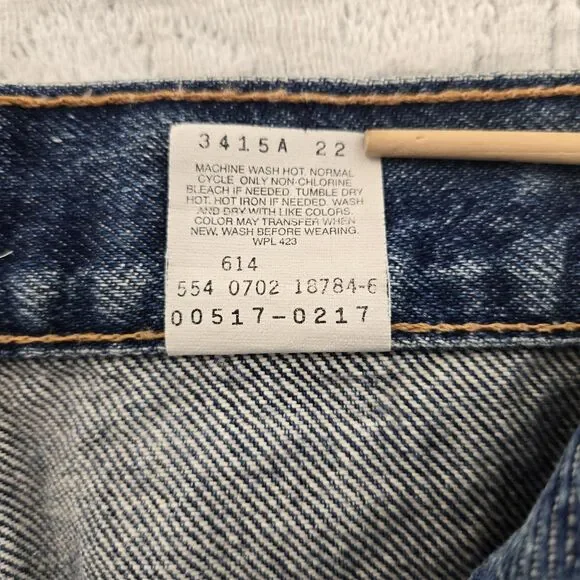 3415A 22
MACHINE WASH HOT. NORMAL
CYCLE ONLY NON-CHLORINE
BLEACH IF NEEDED. TUMBLE DRY
HOT. HOT IRON IF NEEDED. WASH
AND DRY WITH LIKE COLORS.
COLOR MAY TRANSFER WHEN
NEW. WASH BEFORE WEARING.
WPL 423
614
554 0702 18784-6
00517-0217